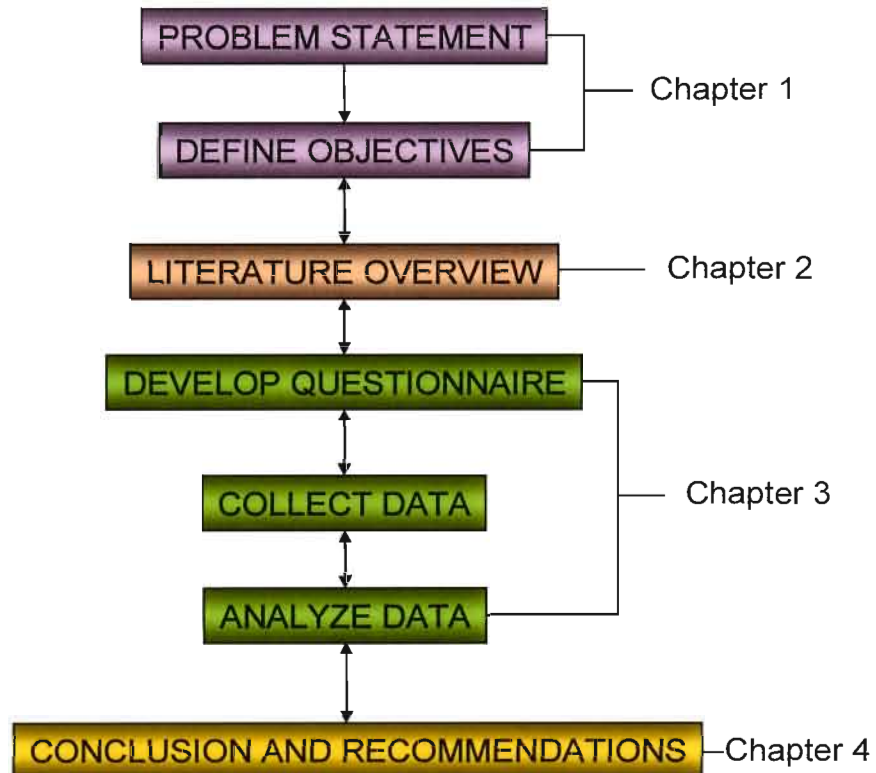 PROBLEM STATEMENT
Chapter 1
DEFINE OBJECTIVES
LITERATURE OVERVIEW
Chapter 2
DEVELOP QUESTIONNAIRE
COLLECT DATA
Chapter 3
ANALYZE DATA
CONCLUSION AND RECOMMENDATIONS
Chapter 4